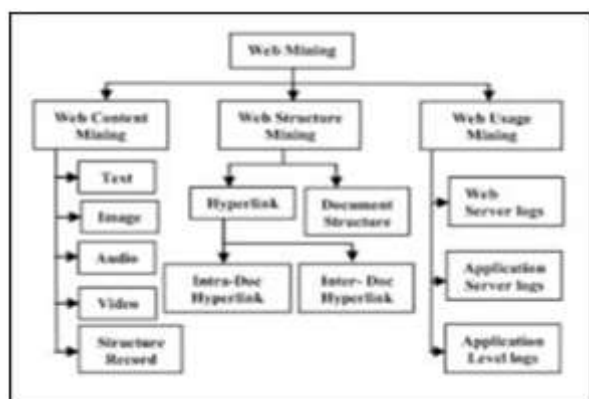 Web Mining
Web Content
Mining
Text
Image
Audio
Video
Structure
Record
Web Structure
Mining
Hyperlink
Document
Structure
Intra-Doc
Hyperlink
Inter- Doc
Hyperlink
Web Usage
Mining
Web
Server logs
Application
Server logs
Application
Level logs